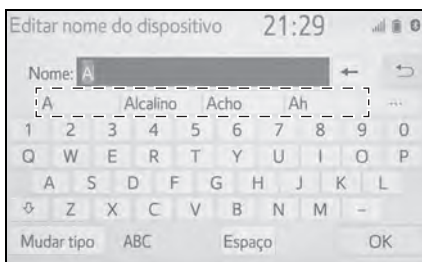 Editar nome do dispositivo 21:29
Nome: A
A Alcalino Acho Ah ...
1 2 3 4 5 6 7 8 9 0
Q W E R T Y U I O P
A S D F G H J K L
Z X C V B N M -
Mudar tipo ABC Espaço OK